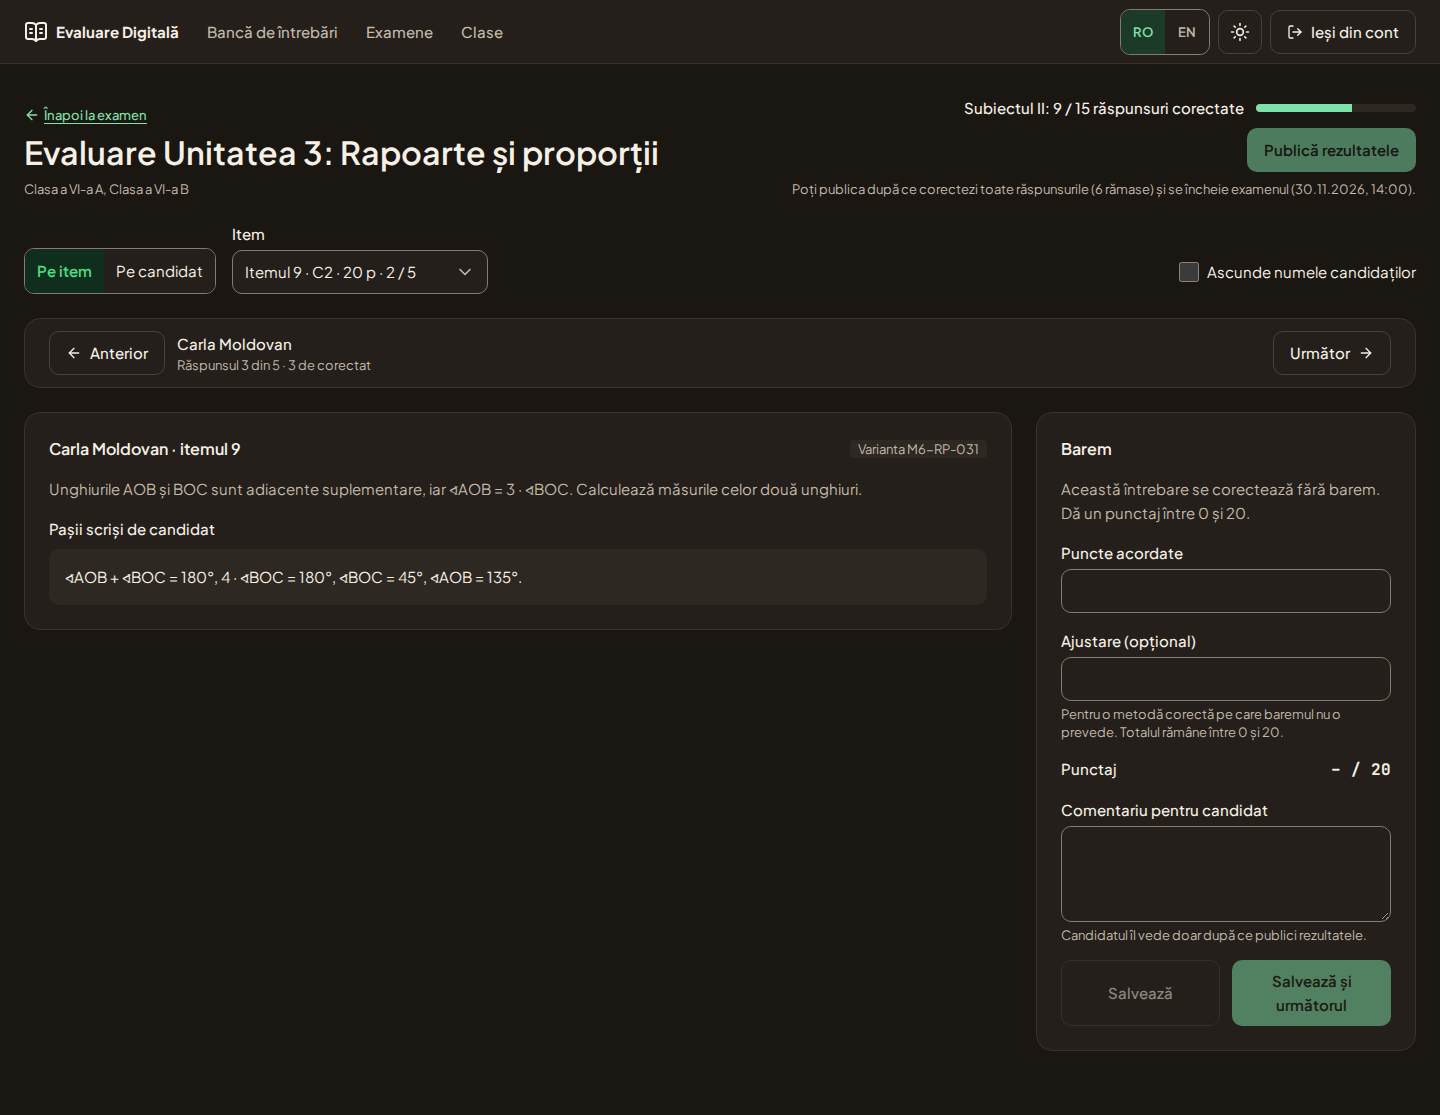 Evaluare Digitală
Bancă de întrebări
Examene
Clase
RO
EN
Ieși din cont
Înapoi la examen
Evaluare Unitatea 3: Rapoarte și proporții
Clasa a VI-a A, Clasa a VI-a B
Subiectul II: 9 / 15 răspunsuri corectate
Publică rezultatele
Poți publica după ce corectezi toate răspunsurile (6 rămase) și se încheie examenul (30.11.2026, 14:00).
Pe item
Pe candidat
Item
Itemul 9 · C2 · 20 p · 2 / 5
Ascunde numele candidaților
Anterior
Carla Moldovan
Răspunsul 3 din 5 · 3 de corectat
Următor
Carla Moldovan · itemul 9
Varianta M6-RP-031
Unghiurile AOB și BOC sunt adiacente suplementare, iar ∢AOB = 3 · ∢BOC. Calculează măsurile celor două unghiuri.
Pașii scriși de candidat
∢AOB + ∢BOC = 180°, 4 · ∢BOC = 180°, ∢BOC = 45°, ∢AOB = 135°.
Barem
Această întrebare se corectează fără barem.
Dă un punctaj între 0 și 20.
Puncte acordate
Ajustare (opțional)
Pentru o metodă corectă pe care baremul nu o
prevede. Totalul rămâne între 0 și 20.
Punctaj
- / 20
Comentariu pentru candidat
Candidatul îl vede doar după ce publici rezultatele.
Salvează
Salvează și
următorul